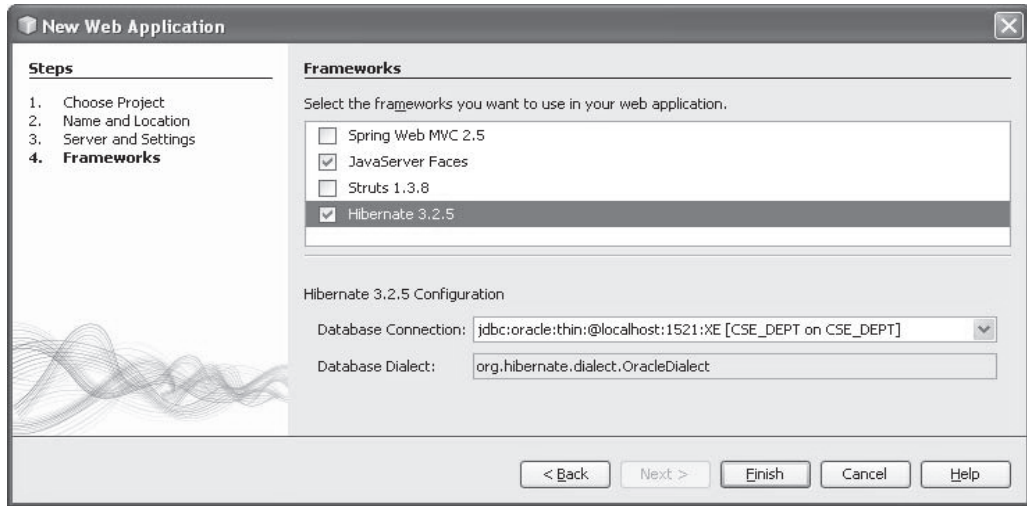 New Web Application
Steps
1. Choose Project
2. Name and Location
3. Server and Settings
4. Frameworks
Frameworks
Select the frameworks you want to use in your web application.
Spring Web MVC 2.5
JavaServer Faces
Struts 1.3.8
Hibernate 3.2.5
Hibernate 3.2.5 Configuration
Database Connection: jdbc:oracle:thin:@localhost:1521:XE [CSE_DEPT on CSE_DEPT]
Database Dialect: org.hibernate.dialect.OracleDialect
< Back Next > Finish Cancel Help